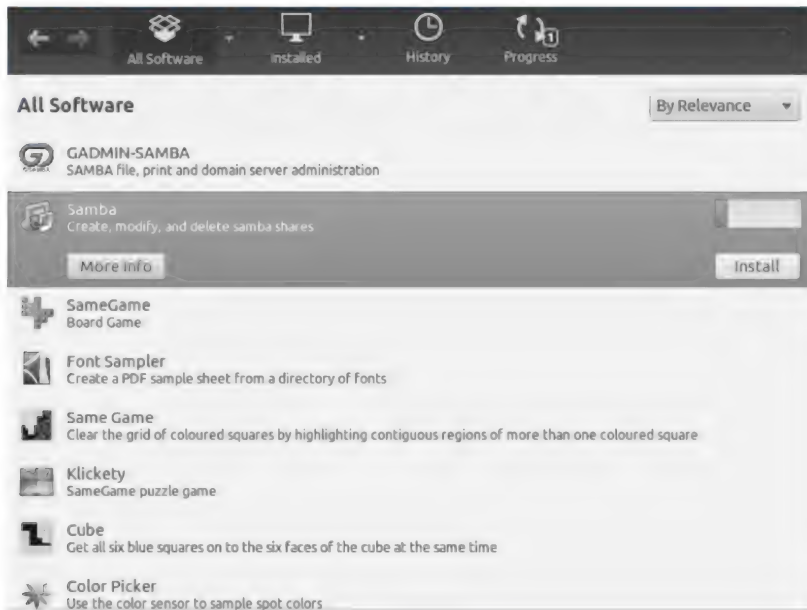 All Software
Installed
History
Progress
1
All Software
By Relevance
GADMIN-SAMBA
SAMBA file, print and domain server administration
Samba
Create, modify, and delete samba shares
More Info
Install
SameGame
Board Game
Font Sampler
Create a PDF sample sheet from a directory of fonts
Same Game
Clear the grid of coloured squares by highlighting contiguous regions of more than one coloured square
Klickety
SameGame puzzle game
Cube
Get all six blue squares on to the six faces of the cube at the same time
Color Picker
Use the color sensor to sample spot colors